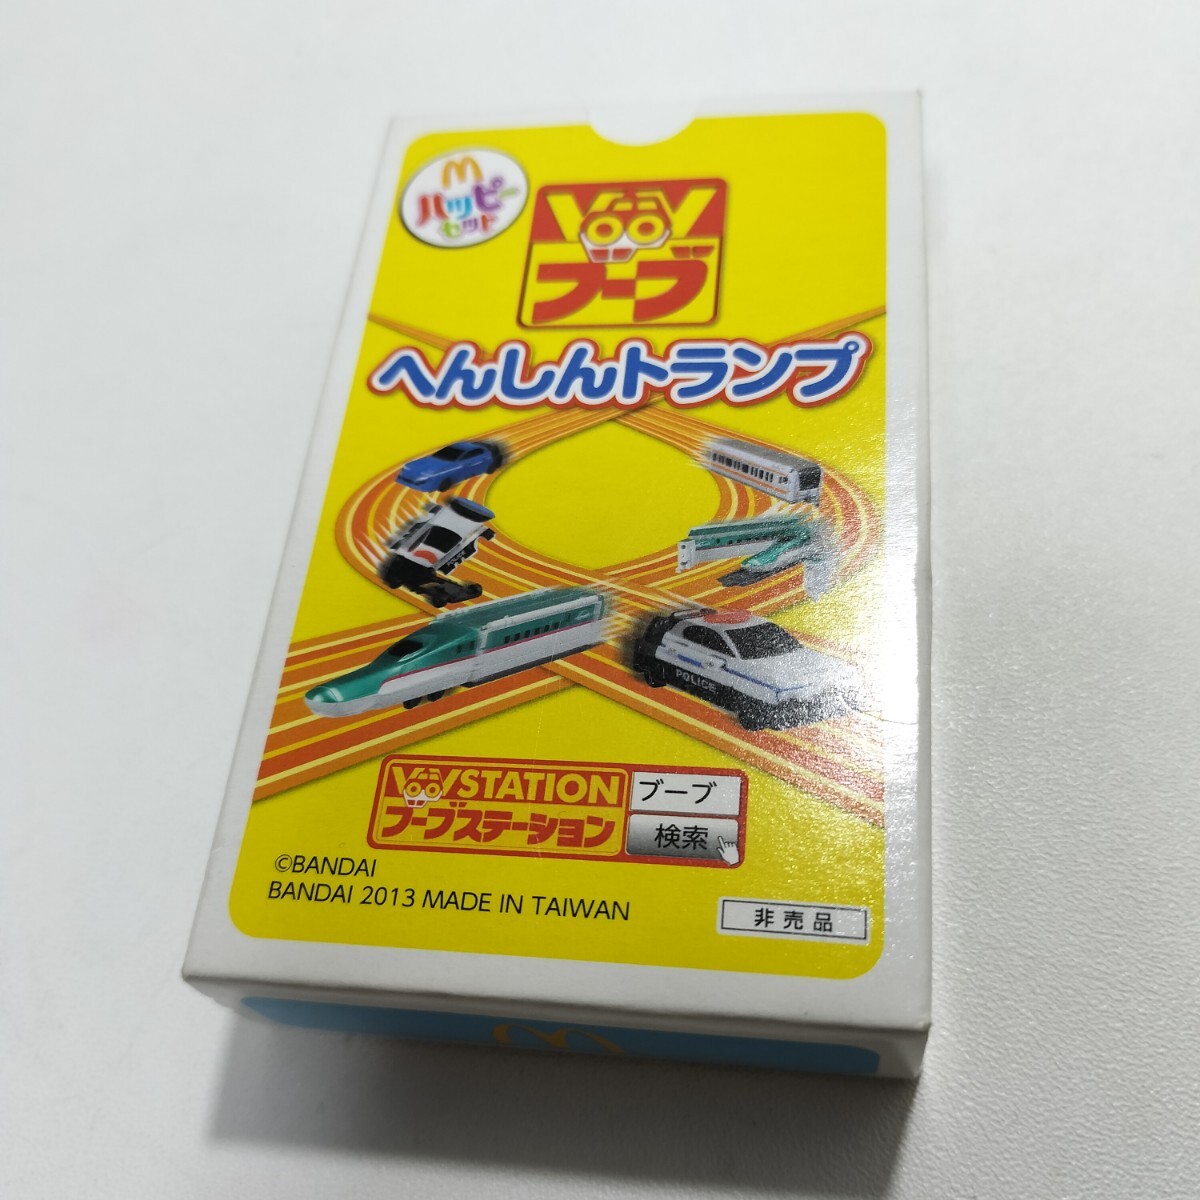 ハッピー
セット
VooV
ブーブ
へんしんトランプ
POLICE
VooVSTATION
ブーブステーション
ブーブ
検索
©BANDAI
BANDAI 2013 MADE IN TAIWAN
非売品